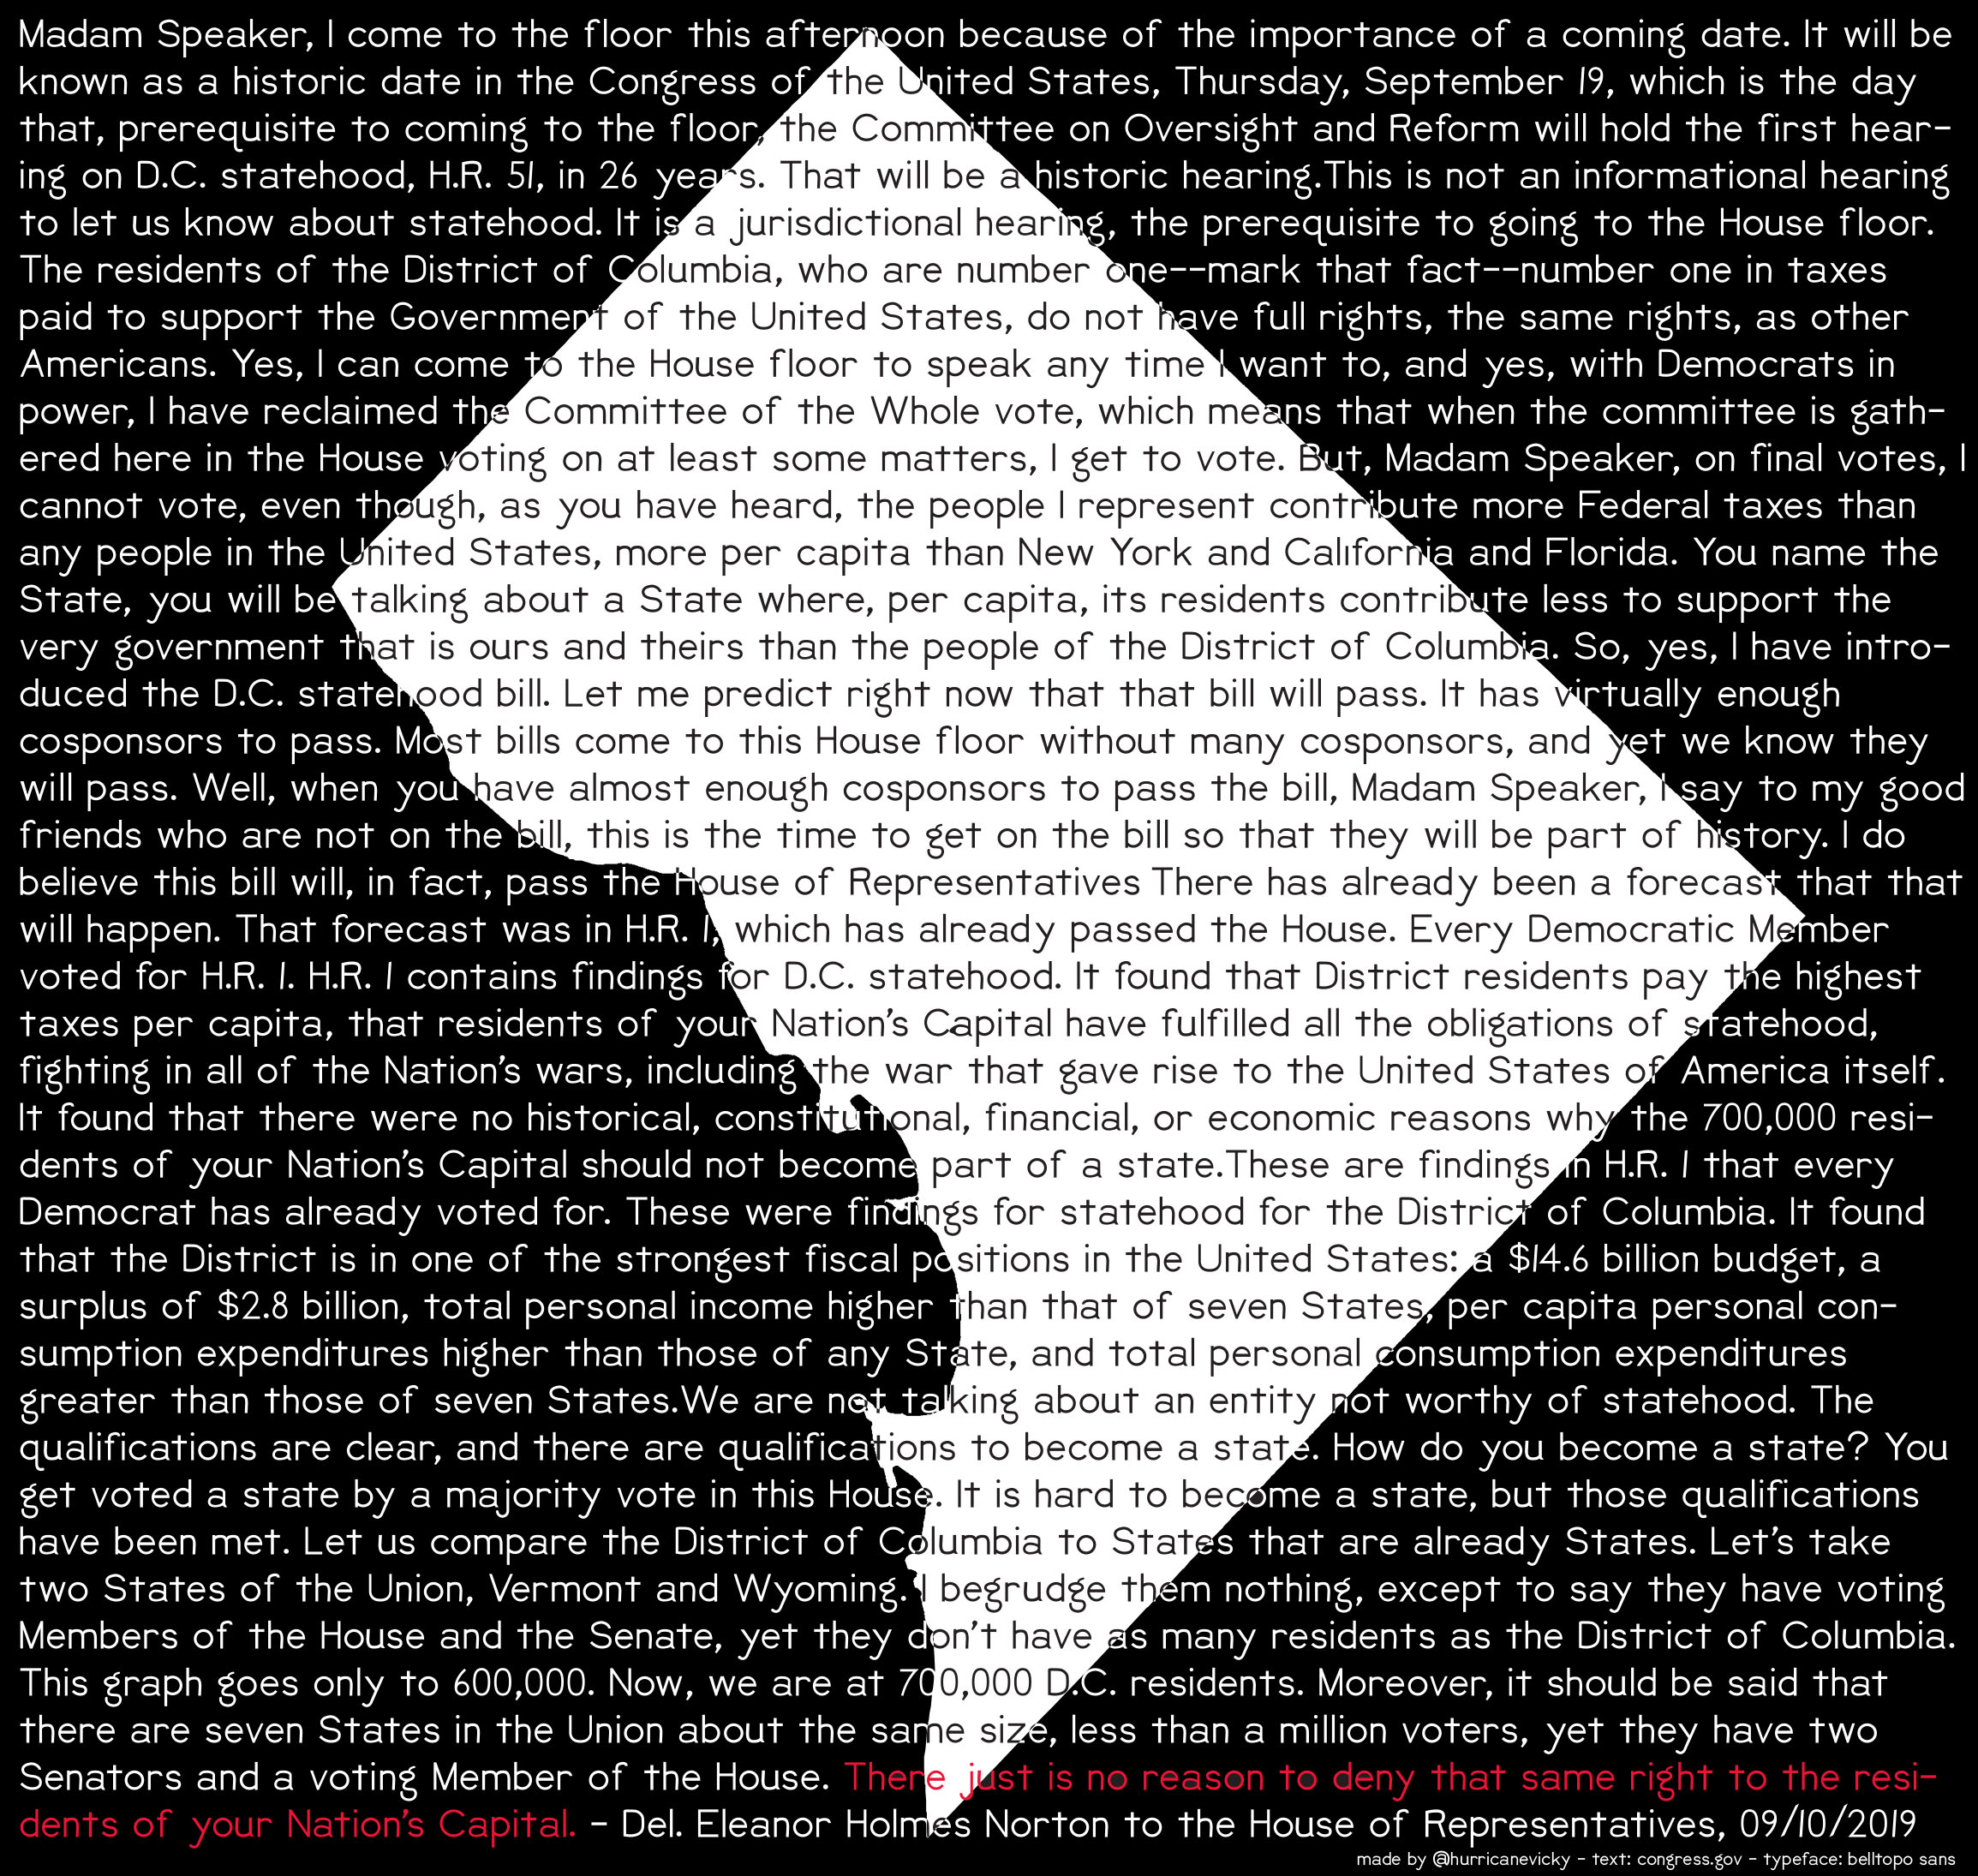 Madam Speaker, I come to the floor this afternoon because of the importance of a coming date. It will be
known as a historic date in the Congress of the United States, Thursday, September 19, which is the day
that, prerequisite to coming to the floor, the Committee on Oversight and Reform will hold the first hear-
ing on D.C. statehood, H.R. 51, in 26 years. That will be a historic hearing.This is not an informational hearing
to let us know about statehood. It is a jurisdictional hearing, the prerequisite to going to the House floor.
The residents of the District of Columbia, who are number one--mark that fact--number one in taxes
paid to support the Government of the United States, do not have full rights, the same rights, as other
Americans. Yes, I can come to the House floor to speak any time I want to, and yes, with Democrats in
power, I have reclaimed the Committee of the Whole vote, which means that when the committee is gath-
ered here in the House voting on at least some matters, I get to vote. But, Madam Speaker, on final votes, I
cannot vote, even though, as you have heard, the people I represent contribute more Federal taxes than
any people in the United States, more per capita than New York and California and Florida. You name the
State, you will be talking about a State where, per capita, its residents contribute less to support the
very government that is ours and theirs than the people of the District of Columbia. So, yes, I have intro-
duced the D.C. statehood bill. Let me predict right now that that bill will pass. It has virtually enough
cosponsors to pass. Most bills come to this House floor without many cosponsors, and yet we know they
will pass. Well, when you have almost enough cosponsors to pass the bill, Madam Speaker, I say to my good
friends who are not on the bill, this is the time to get on the bill so that they will be part of history. I do
believe this bill will, in fact, pass the House of Representatives There has already been a forecast that that
will happen. That forecast was in H.R. 1, which has already passed the House. Every Democratic Member
voted for H.R. 1. H.R. 1 contains findings for D.C. statehood. It found that District residents pay the highest
taxes per capita, that residents of your Nation's Capital have fulfilled all the obligations of statehood,
fighting in all of the Nation's wars, including the war that gave rise to the United States of America itself.
It found that there were no historical, constitutional, financial, or economic reasons why the 700,000 resi-
dents of your Nation's Capital should not become part of a state.These are findings in H.R. 1 that every
Democrat has already voted for. These were findings for statehood for the District of Columbia. It found
that the District is in one of the strongest fiscal positions in the United States: a $14.6 billion budget, a
surplus of $2.8 billion, total personal income higher than that of seven States, per capita personal con-
sumption expenditures higher than those of any State, and total personal consumption expenditures
greater than those of seven States.We are not talking about an entity not worthy of statehood. The
qualifications are clear, and there are qualifications to become a state. How do you become a state? You
get voted a state by a majority vote in this House. It is hard to become a state, but those qualifications
have been met. Let us compare the District of Columbia to States that are already States. Let's take
two States of the Union, Vermont and Wyoming. I begrudge them nothing, except to say they have voting
Members of the House and the Senate, yet they don't have as many residents as the District of Columbia.
This graph goes only to 600,000. Now, we are at 700,000 D.C. residents. Moreover, it should be said that
there are seven States in the Union about the same size, less than a million voters, yet they have two
Senators and a voting Member of the House. There just is no reason to deny that same right to the resi-
dents of your Nation's Capital. - Del. Eleanor Holmes Norton to the House of Representatives, 09/10/2019
made by @hurricanevicky - text: congress.gov - typeface: belltopo sans